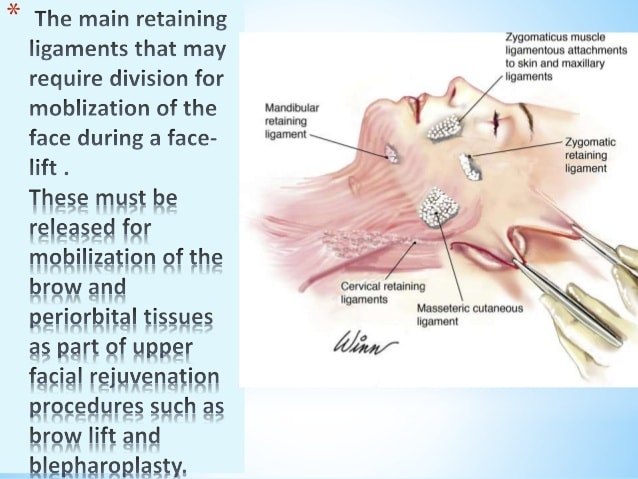 * The main retaining
ligaments that may
require division for
moblization of the
face during a face-
lift .
These must be
released for
mobilization of the
brow and
periorbital tissues
as part of upper
facial rejuvenation
procedures such as
brow lift and
blepharoplasty.
Zygomaticus muscle
ligamentous attachments
to skin and maxillary
ligaments
Mandibular
retaining
ligament
Zygomatic
retaining
ligament
Cervical retaining
ligaments
Masseteric cutaneous
ligament
Winn